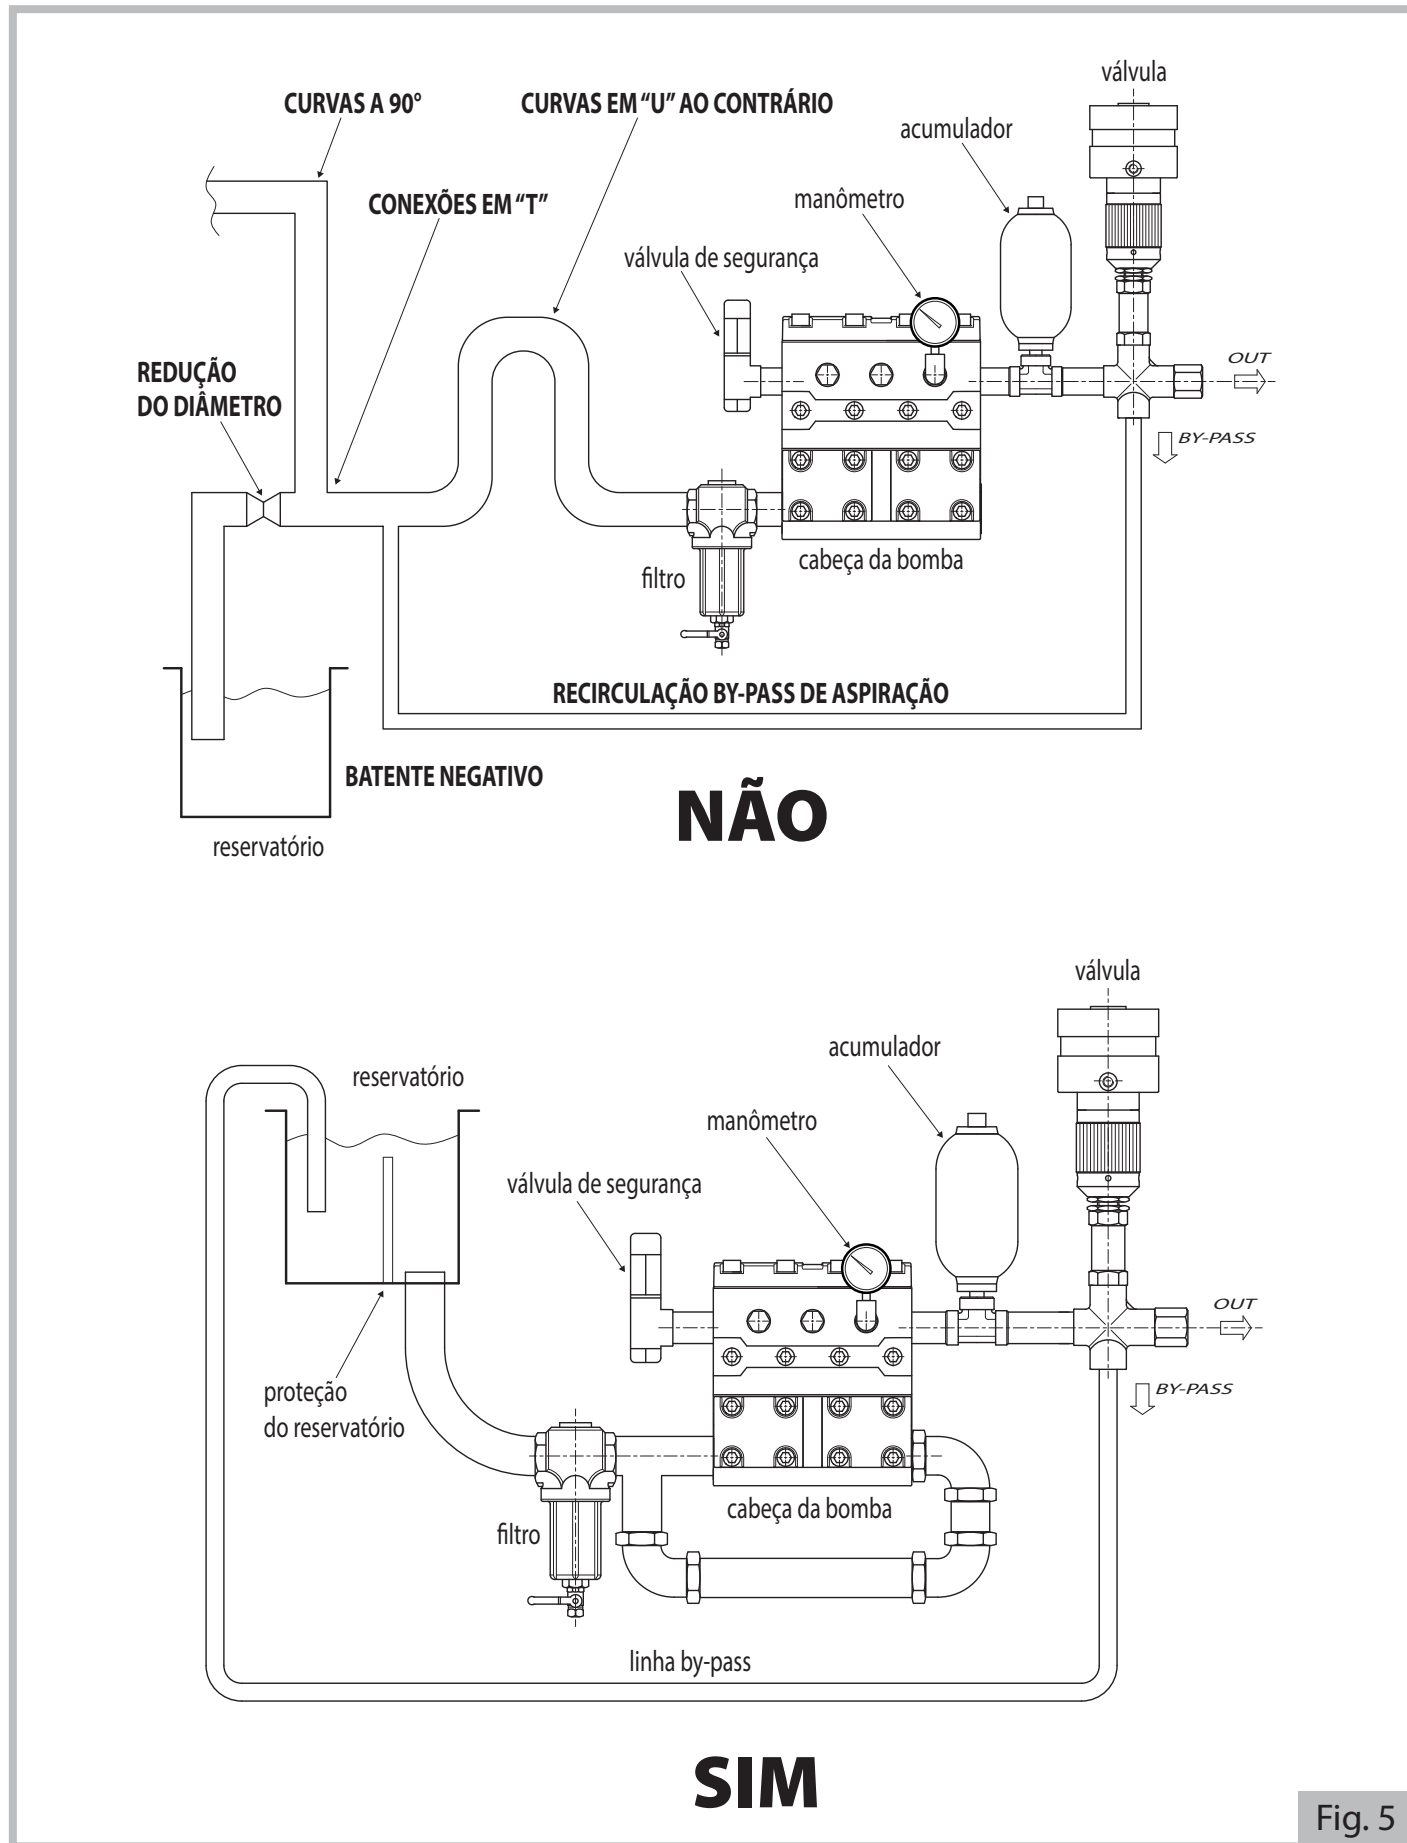 válvula
CURVAS A 90°
CURVAS EM “U” AO CONTRÁRIO
acumulador
CONEXÕES EM “T”
manômetro
válvula de segurança
REDUÇÃO
DO DIÂMETRO
OUT
BY-PASS
cabeça da bomba
filtro
RECIRCULAÇÃO BY-PASS DE ASPIRAÇÃO
BATENTE NEGATIVO
NÃO
reservatório
válvula
acumulador
reservatório
manômetro
válvula de segurança
OUT
BY-PASS
proteção
do reservatório
cabeça da bomba
filtro
linha by-pass
SIM
Fig. 5